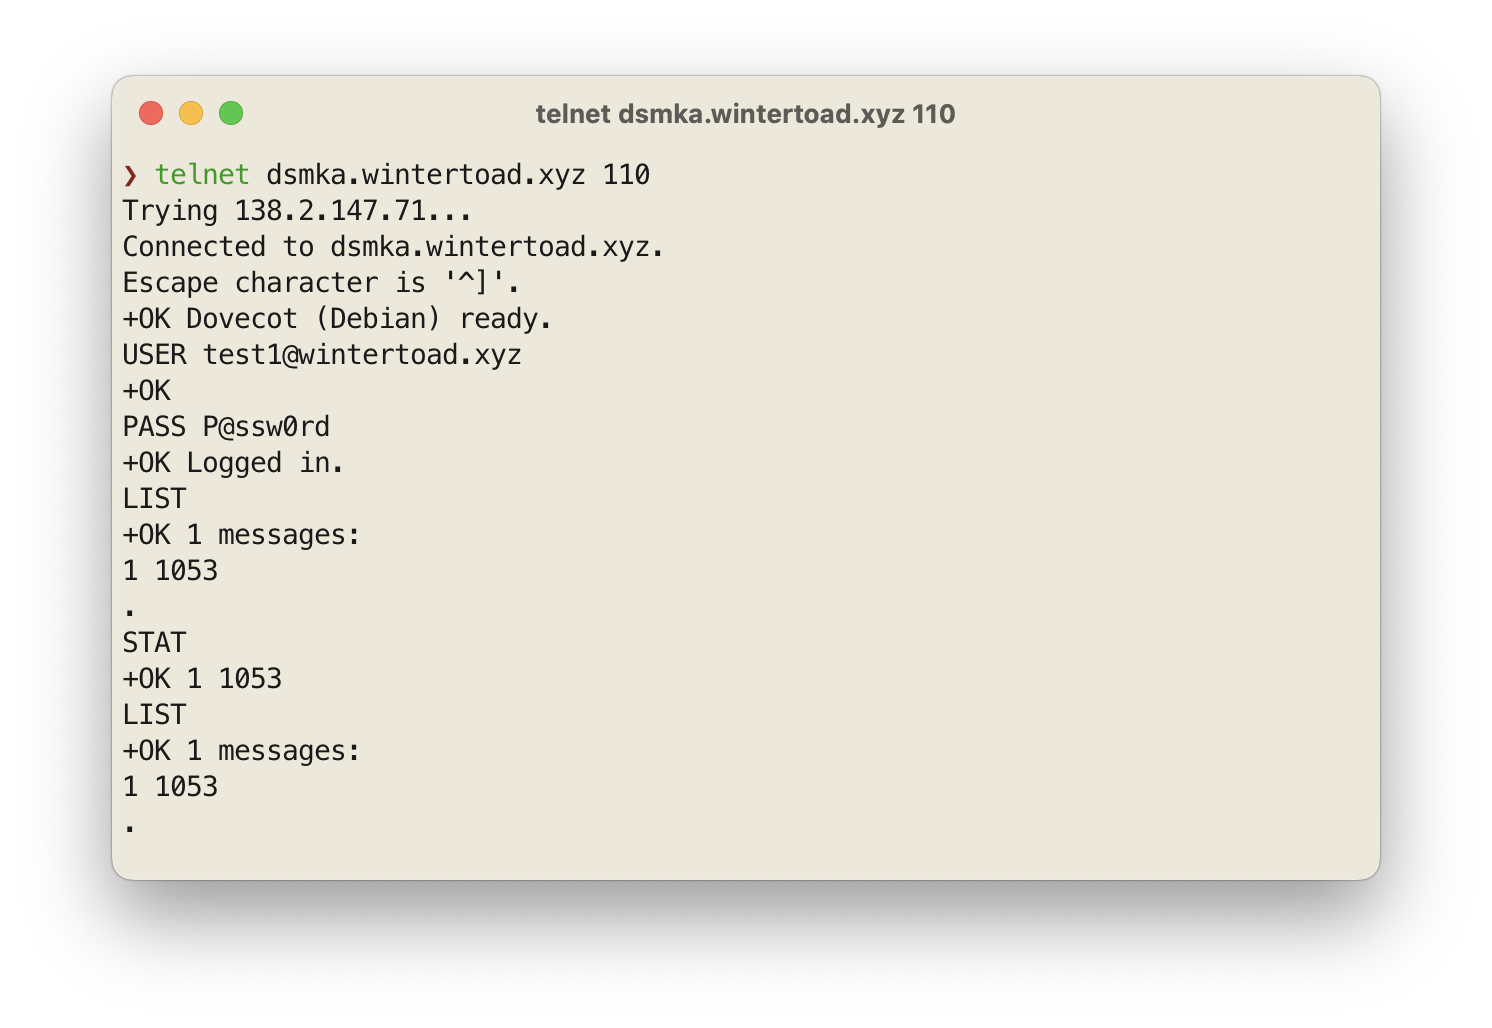 telnet dsmka.wintertoad.xyz 110
❯ telnet dsmka.wintertoad.xyz 110
Trying 138.2.147.71...
Connected to dsmka.wintertoad.xyz.
Escape character is '^]'.
+OK Dovecot (Debian) ready.
USER test1@wintertoad.xyz
+OK
PASS P@ssw0rd
+OK Logged in.
LIST
+OK 1 messages:
1 1053
.
STAT
+OK 1 1053
LIST
+OK 1 messages:
1 1053
.